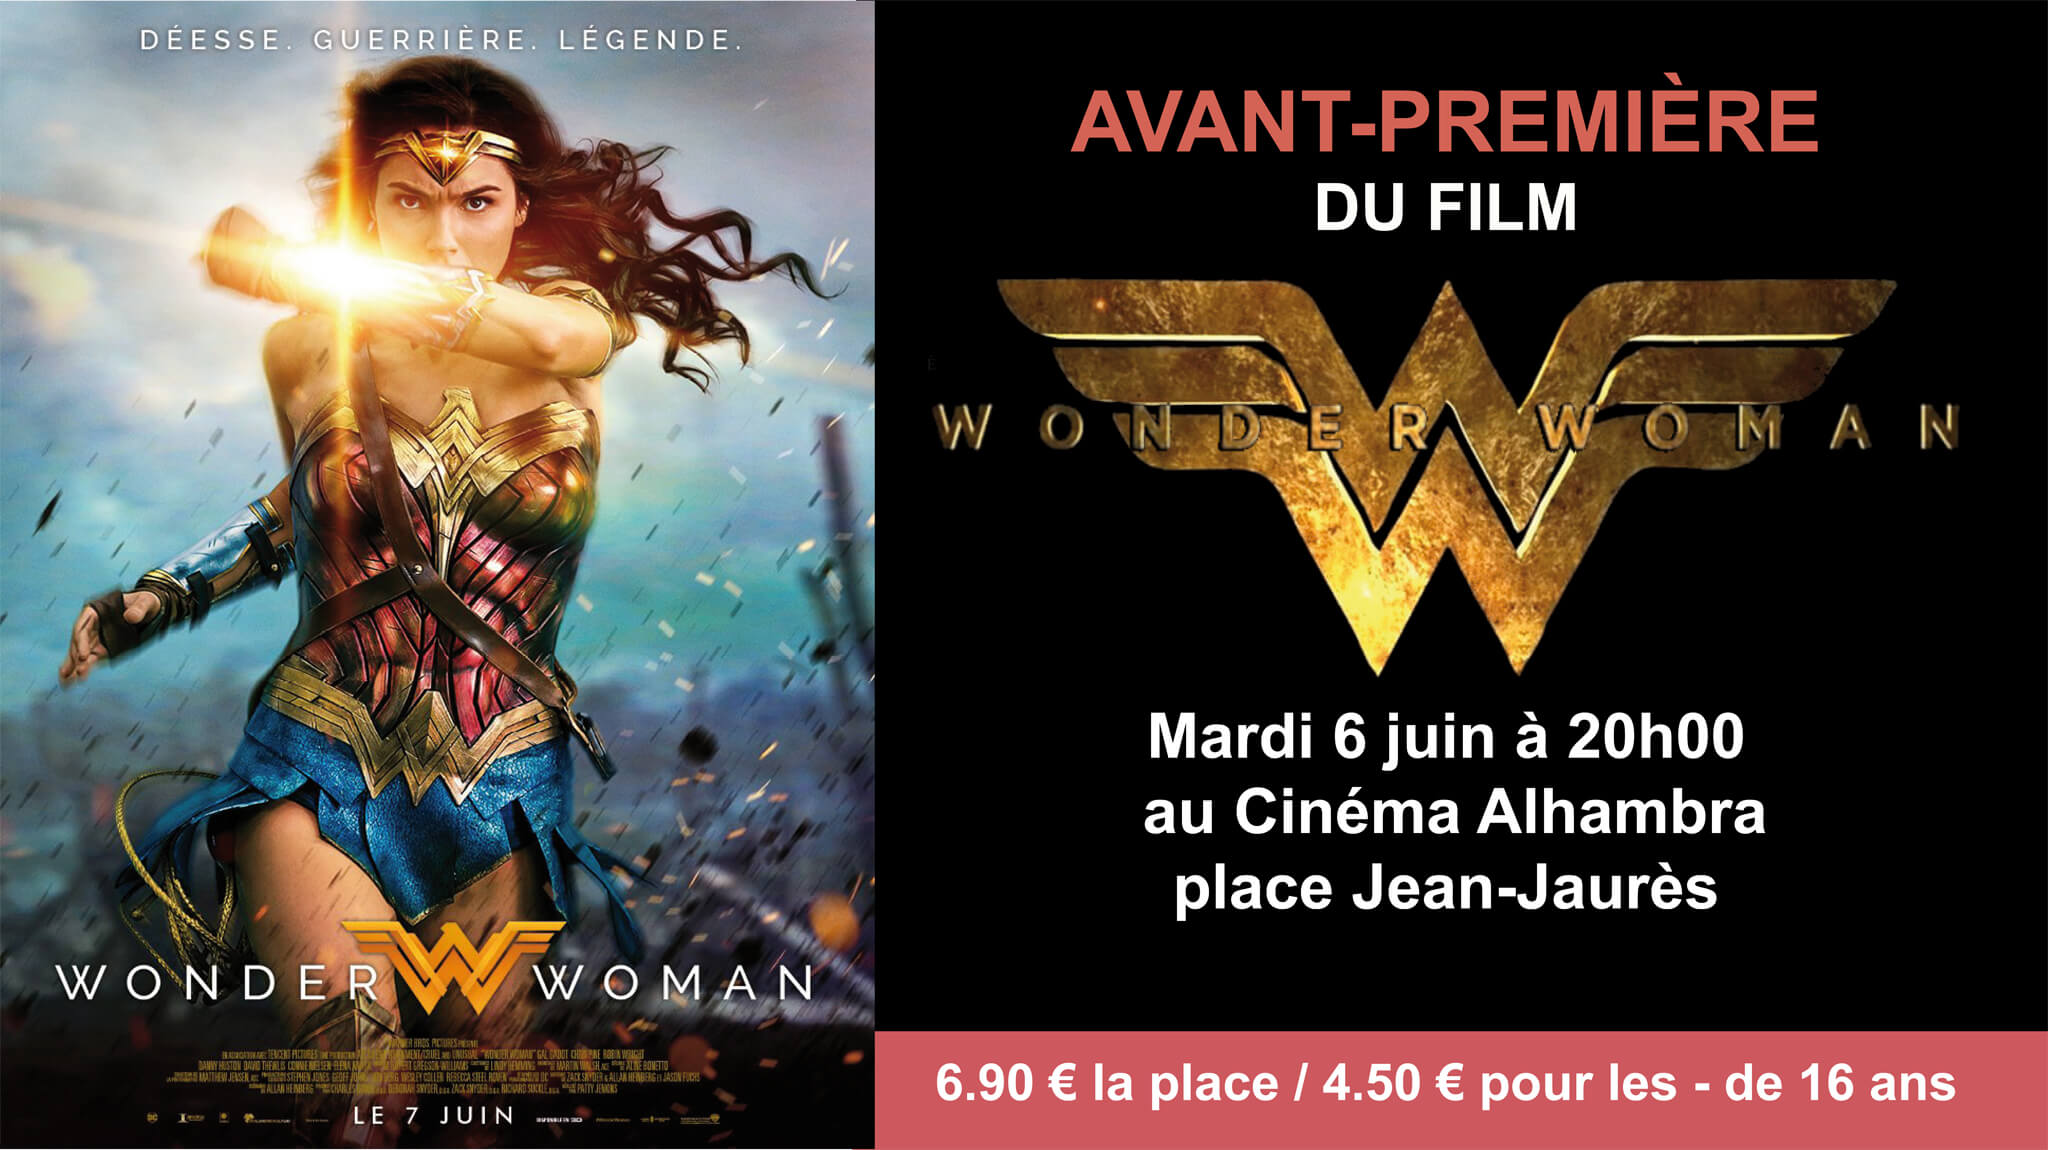 DÉESSE. GUERRIÈRE. LÉGENDE.
WONDER WOMAN
LE 7 JUIN
AVANT-PREMIÈRE
DU FILM
WONDER WOMAN
Mardi 6 juin à 20h00
au Cinéma Alhambra
place Jean-Jaurès
6.90 € la place / 4.50 € pour les - de 16 ans